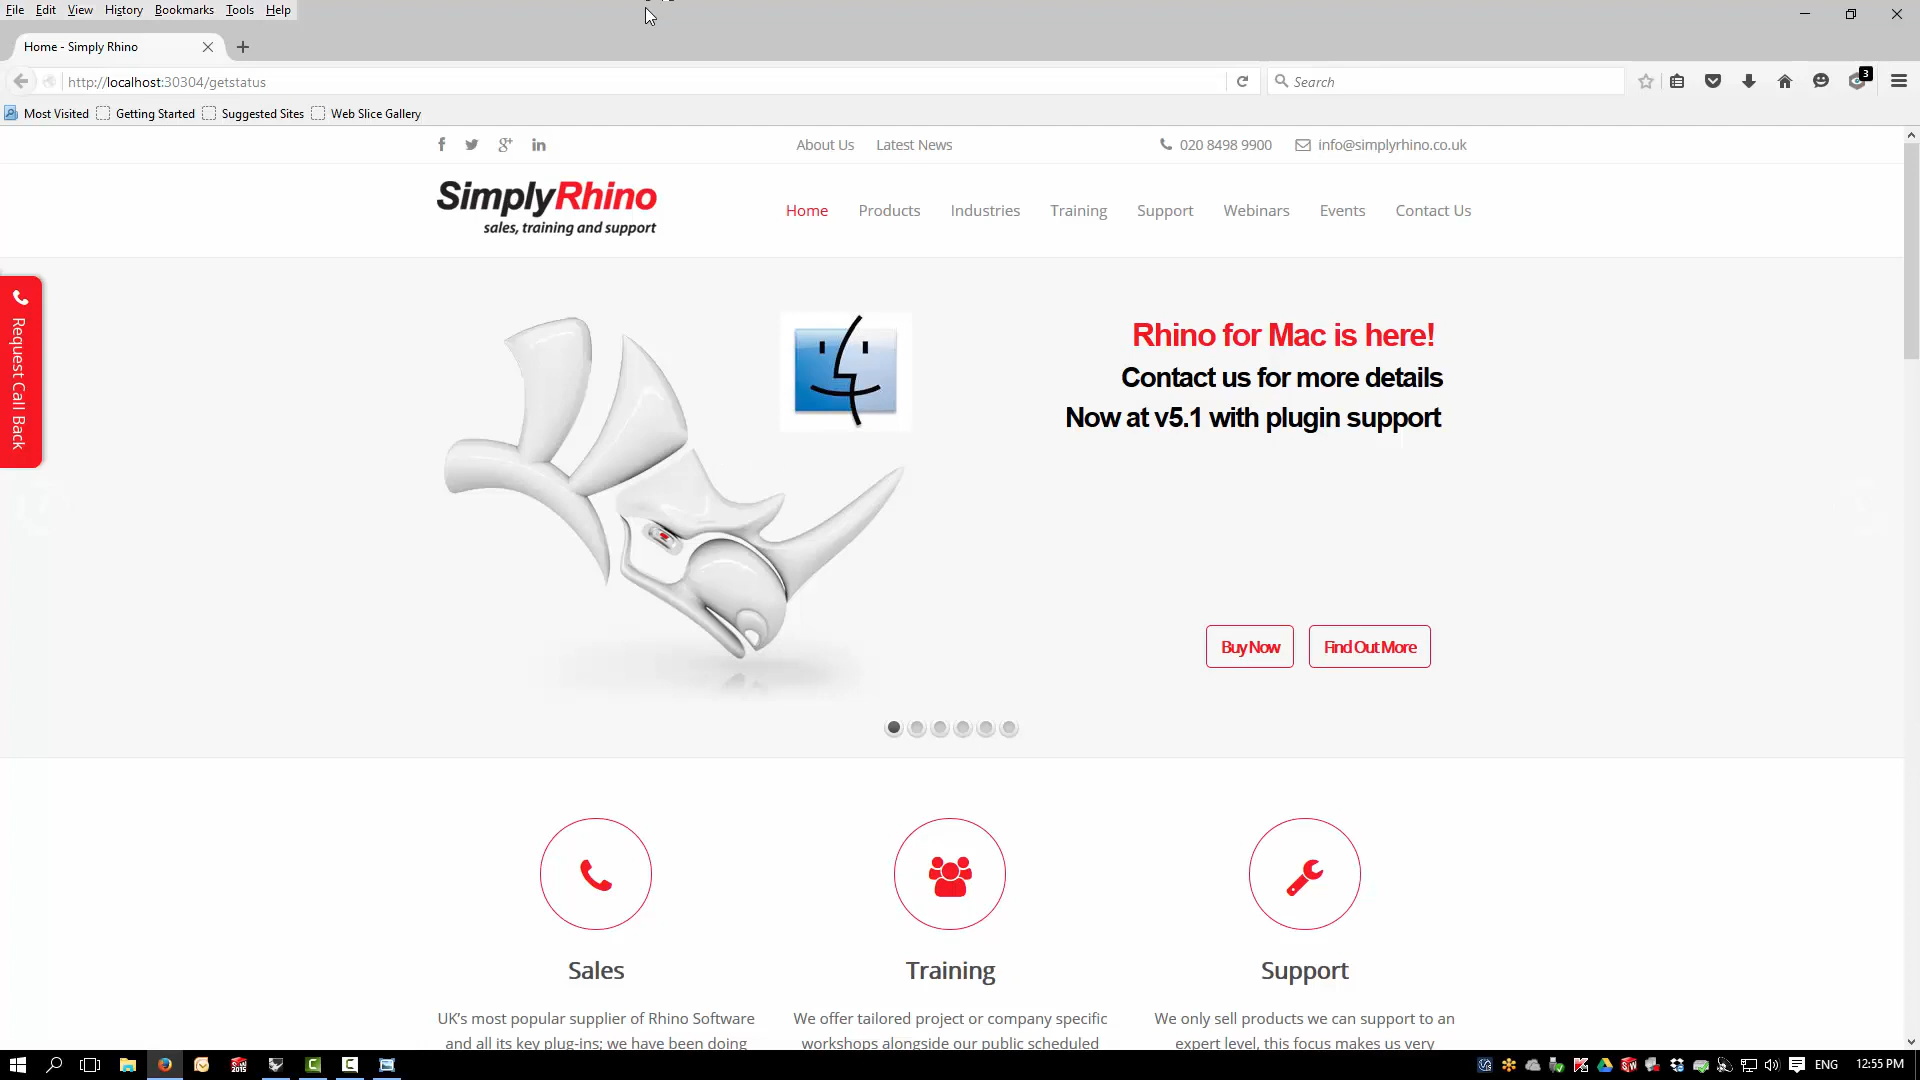 File Edit View History Bookmarks Tools Help
Home - Simply Rhino
http://localhost:30304/getstatus
Search
3
Most Visited Getting Started Suggested Sites Web Slice Gallery
About Us Latest News 020 8498 9900 info@simplyrhino.co.uk
SimplyRhino
sales, training and support
Home Products Industries Training Support Webinars Events Contact Us
Request Call Back
Rhino for Mac is here!
Contact us for more details
Now at v5.1 with plugin support
Buy Now Find Out More
Sales Training Support
UK's most popular supplier of Rhino Software
and all its key plug-ins; we have been doing
We offer tailored project or company specific
workshops alongside our public scheduled
We only sell products we can support to an
expert level, this focus makes us very
ENG 12:55 PM